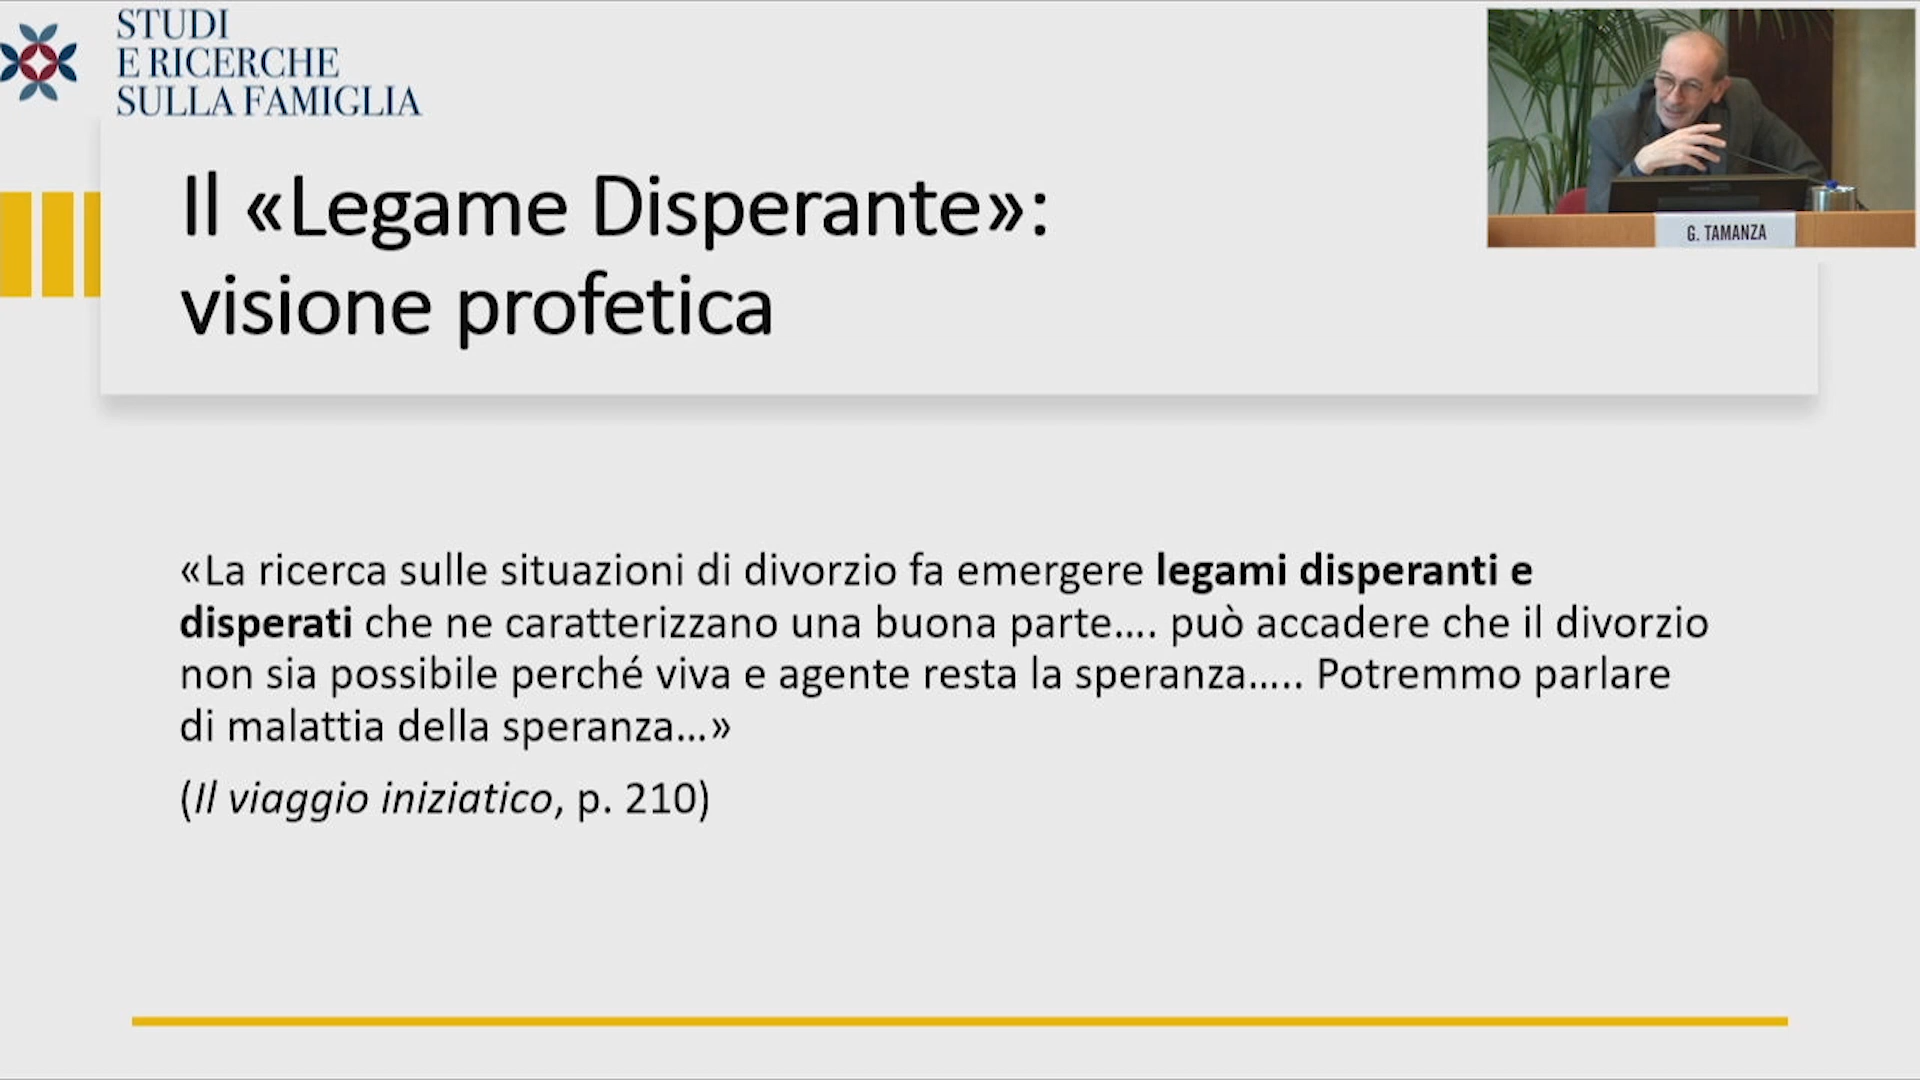 STUDI
E RICERCHE
SULLA FAMIGLIA
G. TAMANZA
Il «Legame Disperante»:
visione profetica
«La ricerca sulle situazioni di divorzio fa emergere legami disperanti e
disperati che ne caratterizzano una buona parte…. può accadere che il divorzio
non sia possibile perché viva e agente resta la speranza….. Potremmo parlare
di malattia della speranza…»
(Il viaggio iniziatico, p. 210)